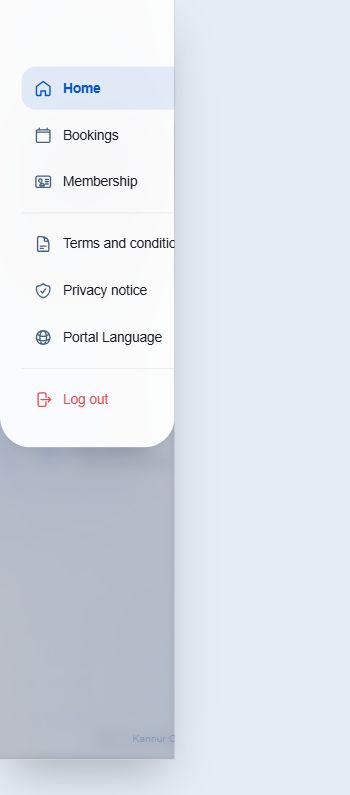 Home
Bookings
Membership
Terms and conditio
Privacy notice
Portal Language
Log out
Kannur